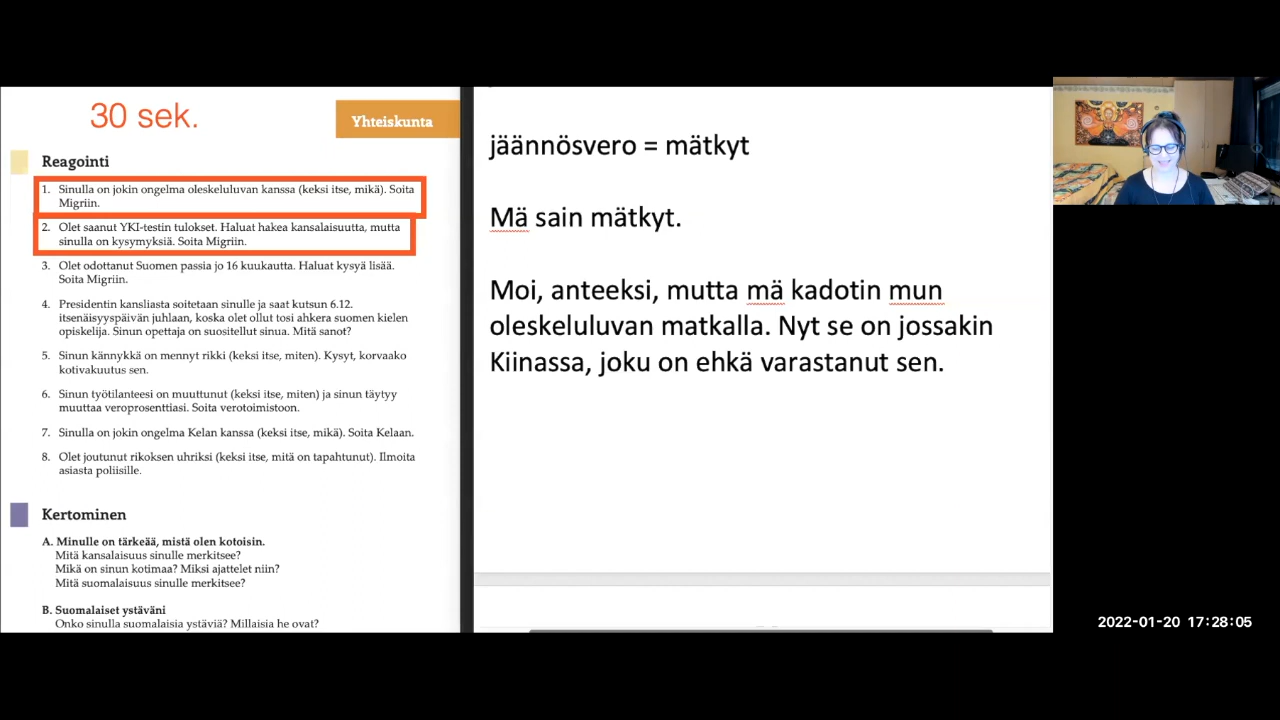 30 sek.
Yhteiskunta
Reagointi
1. Sinulla on jokin ongelma oleskeluluvan kanssa (keksi itse, mikä). Soita
Migriin.
2. Olet saanut YKI-testin tulokset. Haluat hakea kansalaisuutta, mutta
sinulla on kysymyksiä. Soita Migriin.
3. Olet odottanut Suomen passia jo 16 kuukautta. Haluat kysyä lisää.
Soita Migriin.
4. Presidentin kansliasta soitetaan sinulle ja saat kutsun 6.12.
itsenäisyyspäivän juhlaan, koska olet ollut tosi ahkera suomen kielen
opiskelija. Sinun opettaja on suositellut sinua. Mitä sanot?
5. Sinun kännykkä on mennyt rikki (keksi itse, miten). Kysyt, korvaako
kotivakuutus sen.
6. Sinun työtilanteesi on muuttunut (keksi itse, miten) ja sinun täytyy
muuttaa veroprosenttiasi. Soita verotoimistoon.
7. Sinulla on jokin ongelma Kelan kanssa (keksi itse, mikä). Soita Kelaan.
8. Olet joutunut rikoksen uhriksi (keksi itse, mitä on tapahtunut). Ilmoita
asiasta poliisille.
Kertominen
A. Minulle on tärkeää, mistä olen kotoisin.
Mitä kansalaisuus sinulle merkitsee?
Mikä on sinun kotimaa? Miksi ajattelet niin?
Mitä suomalaisuus sinulle merkitsee?
B. Suomalaiset ystäväni
Onko sinulla suomalaisia ystäviä? Millaisia he ovat?
jäännösvero = mätkyt
Mä sain mätkyt.
Moi, anteeksi, mutta mä kadotin mun
oleskeluluvan matkalla. Nyt se on jossakin
Kiinassa, joku on ehkä varastanut sen.
2022-01-20 17:28:05